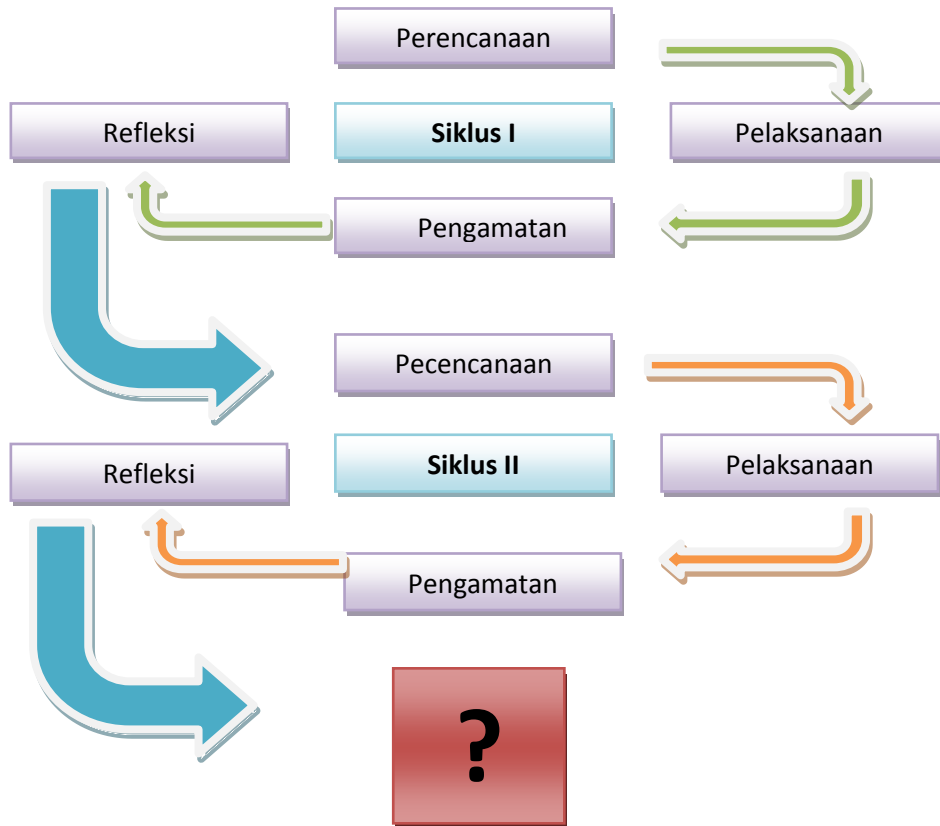 Perencanaan
Refleksi
Siklus I
Pelaksanaan
Pengamatan
Pecencanaan
Refleksi
Siklus II
Pelaksanaan
Pengamatan
?